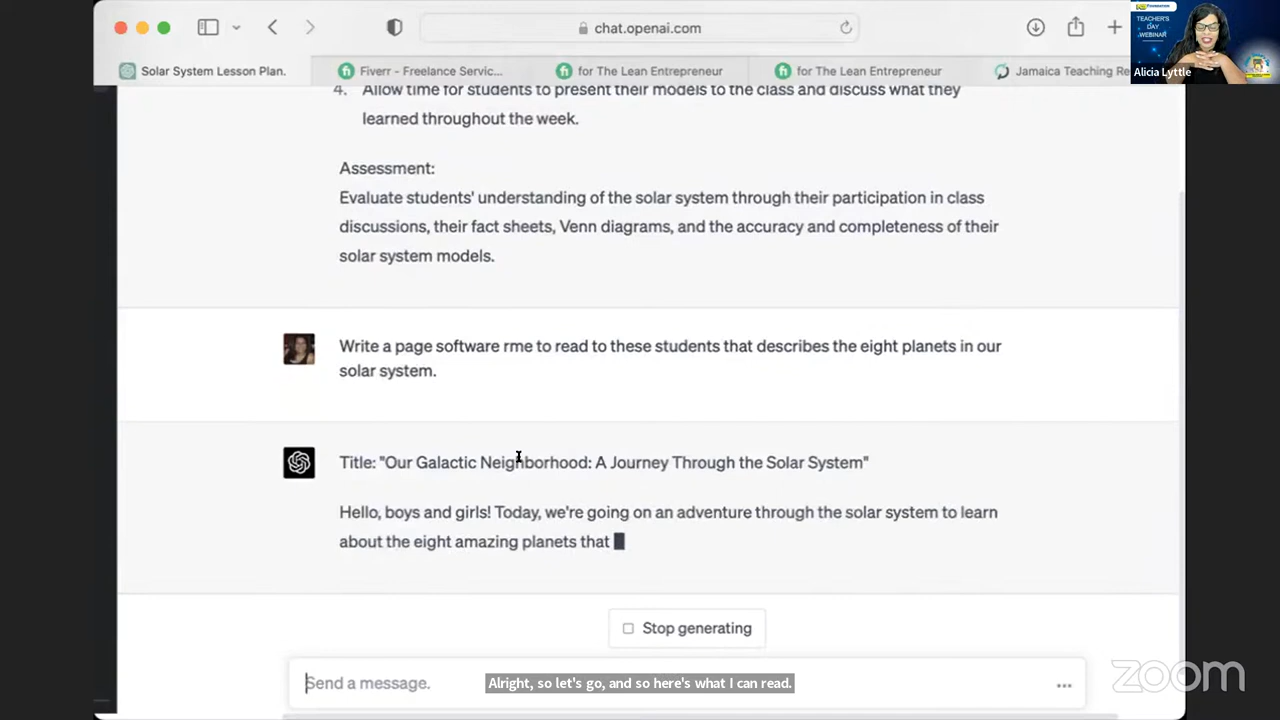 chat.openai.com
FOUNDATION
TEACHER'S
DAY
WEBINAR
Alicia Lyttle
Solar System Lesson Plan.
Fiverr - Freelance Servic...
for The Lean Entrepreneur
for The Lean Entrepreneur
Jamaica Teaching Re
4. Allow time for students to present their models to the class and discuss what they
learned throughout the week.
Assessment:
Evaluate students' understanding of the solar system through their participation in class
discussions, their fact sheets, Venn diagrams, and the accuracy and completeness of their
solar system models.
Write a page software rme to read to these students that describes the eight planets in our
solar system.
Title: "Our Galactic Neighborhood: A Journey Through the Solar System"
Hello, boys and girls! Today, we're going on an adventure through the solar system to learn
about the eight amazing planets that
Stop generating
Send a message.
Alright, so let's go, and so here's what I can read.
zoom